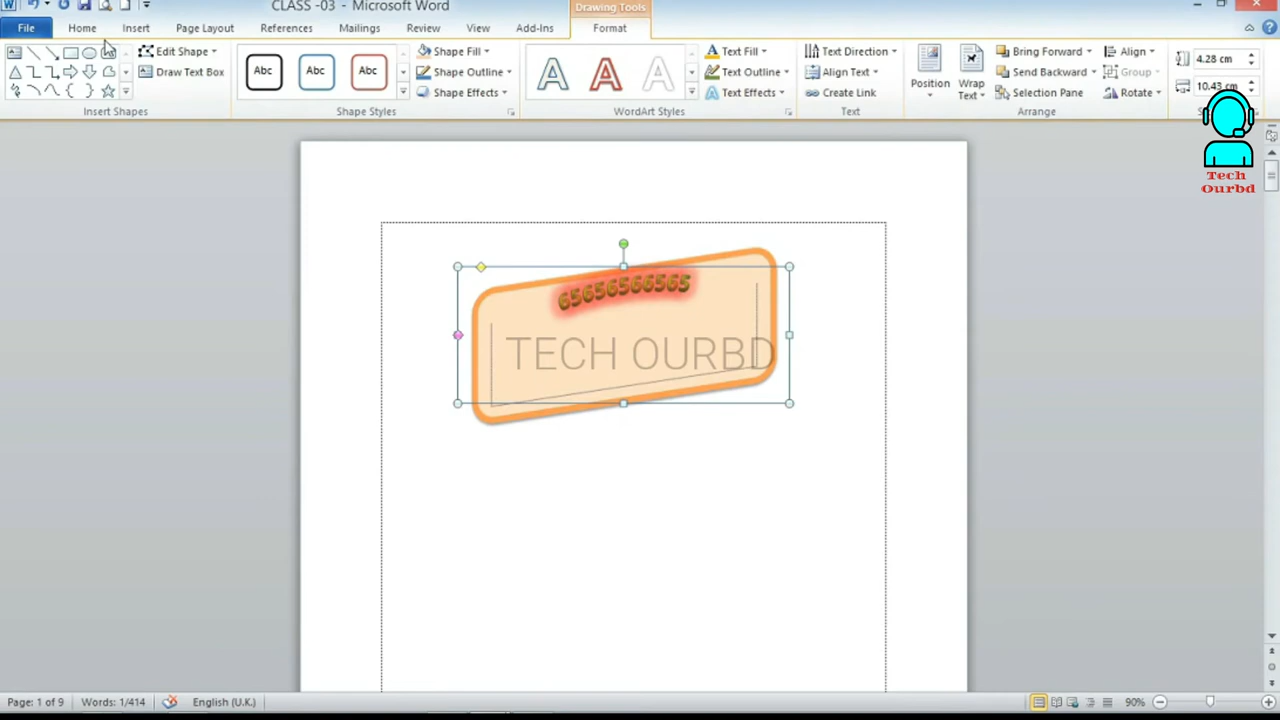 CLASS -03 - Microsoft Word
Drawing Tools
File Home Insert Page Layout References Mailings Review View Add-Ins Format
Edit Shape
Draw Text Box
Insert Shapes
Abc Abc Abc
Shape Fill
Shape Outline
Shape Effects
Shape Styles
A A A
Text Fill
Text Outline
Text Effects
WordArt Styles
Text Direction
Align Text
Create Link
Text
Position
Wrap
Text
Bring Forward
Send Backward
Selection Pane
Align
Group
Rotate
Arrange
4.28 cm
10.43 cm
Tech
Ourbd
65656566565
TECH OURBD
Page: 1 of 9 Words: 1/414 English (U.K.) 90%